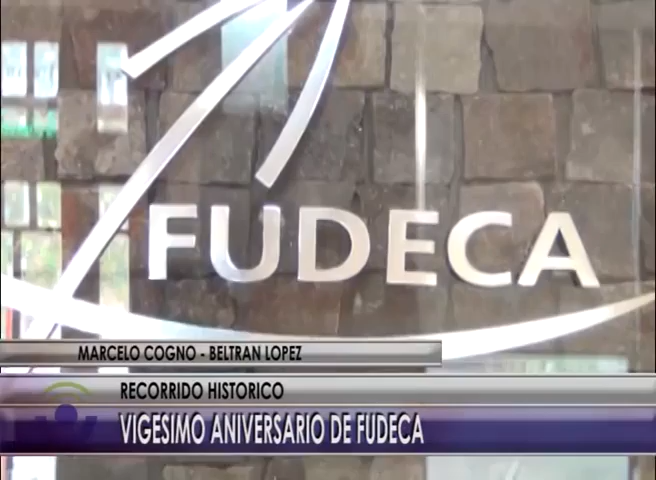 FUDECA
MARCELO COGNO - BELTRAN LOPEZ
RECORRIDO HISTORICO
VIGESIMO ANIVERSARIO DE FUDECA